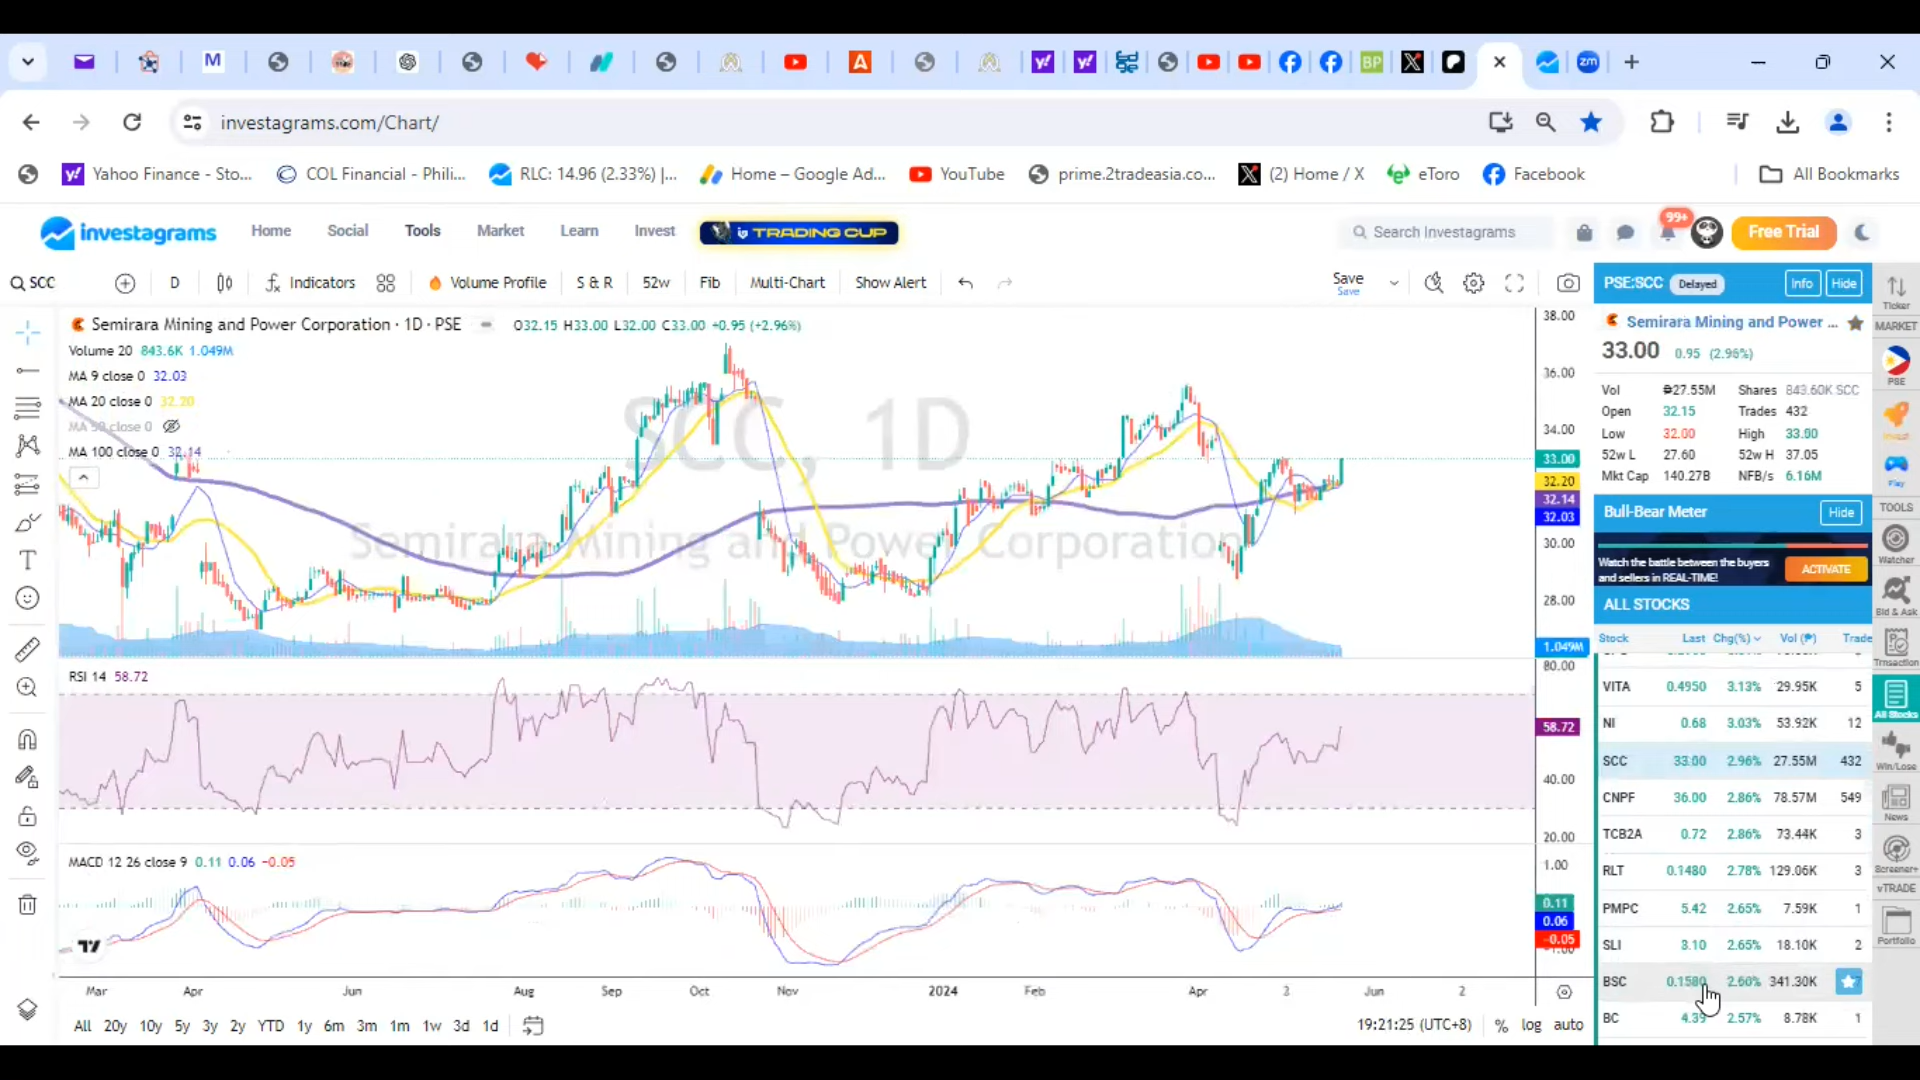 M
BP
zm
investagrams.com/Chart/
Yahoo Finance - Sto...
COL Financial - Phili...
RLC: 14.96 (2.33%) |...
Home – Google Ad...
YouTube
prime.2tradeasia.co...
(2) Home / X
eToro
Facebook
All Bookmarks
investagrams
Home
Social
Tools
Market
Learn
Invest
TRADING CUP
Search Investagrams
99+
Free Trial
SCC
D
Indicators
Volume Profile
S & R
52w
Fib
Multi-Chart
Show Alert
Save
Save
Semirara Mining and Power Corporation · 1D · PSE
O32.15 H33.00 L32.00 C33.00 +0.95 (+2.96%)
Volume 20 843.6K 1.049M
MA 9 close 0 32.03
MA 20 close 0 32.20
MA 50 close 0
MA 100 close 0 32.14
SCC, 1D
Semirara Mining and Power Corporation
38.00
36.00
34.00
33.00
32.20
32.14
32.03
30.00
28.00
1.049M
RSI 14 58.72
80.00
58.72
40.00
20.00
MACD 12 26 close 9 0.11 0.06 −0.05
1.00
0.11
0.06
−0.05
Mar
Apr
Jun
Aug
Sep
Oct
Nov
2024
Feb
Apr
Jun
2
All 20y 10y 5y 3y 2y YTD 1y 6m 3m 1m 1w 3d 1d
19:21:25 (UTC+8)
%
log
auto
PSE:SCC
Delayed
Info
Hide
Semirara Mining and Power ...
33.00 0.95 (2.96%)
Vol ₱27.55M Shares 843.60K SCC
Open 32.15 Trades 432
Low 32.00 High 33.00
52w L 27.60 52w H 37.05
Mkt Cap 140.27B NFB/s 6.16M
Bull-Bear Meter
Hide
Watch the battle between the buyers
and sellers in REAL-TIME!
ACTIVATE
ALL STOCKS
Stock Last Chg(%) Vol (₱) Trade
VITA 0.4950 3.13% 29.95K 5
NI 0.68 3.03% 53.92K 12
SCC 33.00 2.96% 27.55M 432
CNPF 36.00 2.86% 78.57M 549
TCB2A 0.72 2.86% 73.44K 3
RLT 0.1480 2.78% 129.06K 3
PMPC 5.42 2.65% 7.59K 1
SLI 3.10 2.65% 18.10K 2
BSC 0.1580 2.60% 341.30K
BC 4.39 2.57% 8.78K 1
Ticker
MARKET
PSE
Invest
Play
TOOLS
Watcher
Bid & Ask
Trnsaction
All Stocks
Win/Lose
News
Screener+
vTRADE
Portfolio